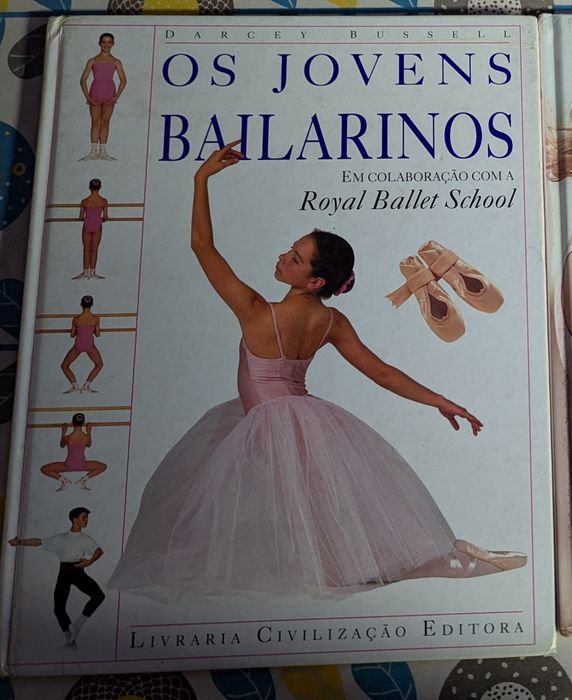 DARCEY BUSSELL
OS JOVENS
BAILARINOS
EM COLABORAÇÃO COM A
Royal Ballet School
LIVRARIA CIVILIZAÇÃO EDITORA